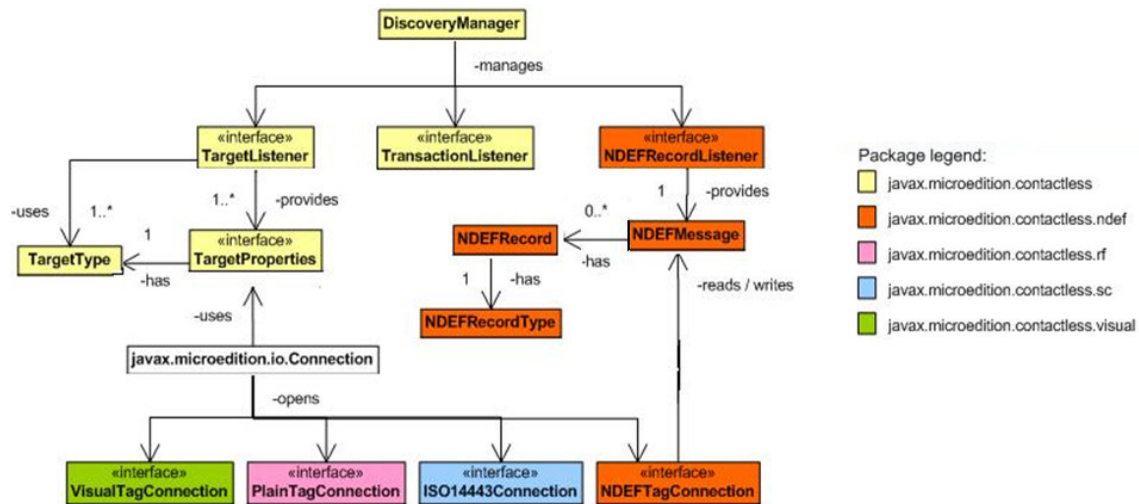 DiscoveryManager
-manages
«interface»
TargetListener
«interface»
TransactionListener
«interface»
NDEFRecordListener
-uses
1..*
1..*
-provides
1
-provides
TargetType
1
-has
«interface»
TargetProperties
NDEFRecord
0..*
-has
NDEFMessage
1
-has
NDEFRecordType
-uses
-reads / writes
javax.microedition.io.Connection
-opens
«interface»
VisualTagConnection
«interface»
PlainTagConnection
«interface»
ISO14443Connection
«interface»
NDEFTagConnection
Package legend:
javax.microedition.contactless
javax.microedition.contactless.ndef
javax.microedition.contactless.rf
javax.microedition.contactless.sc
javax.microedition.contactless.visual